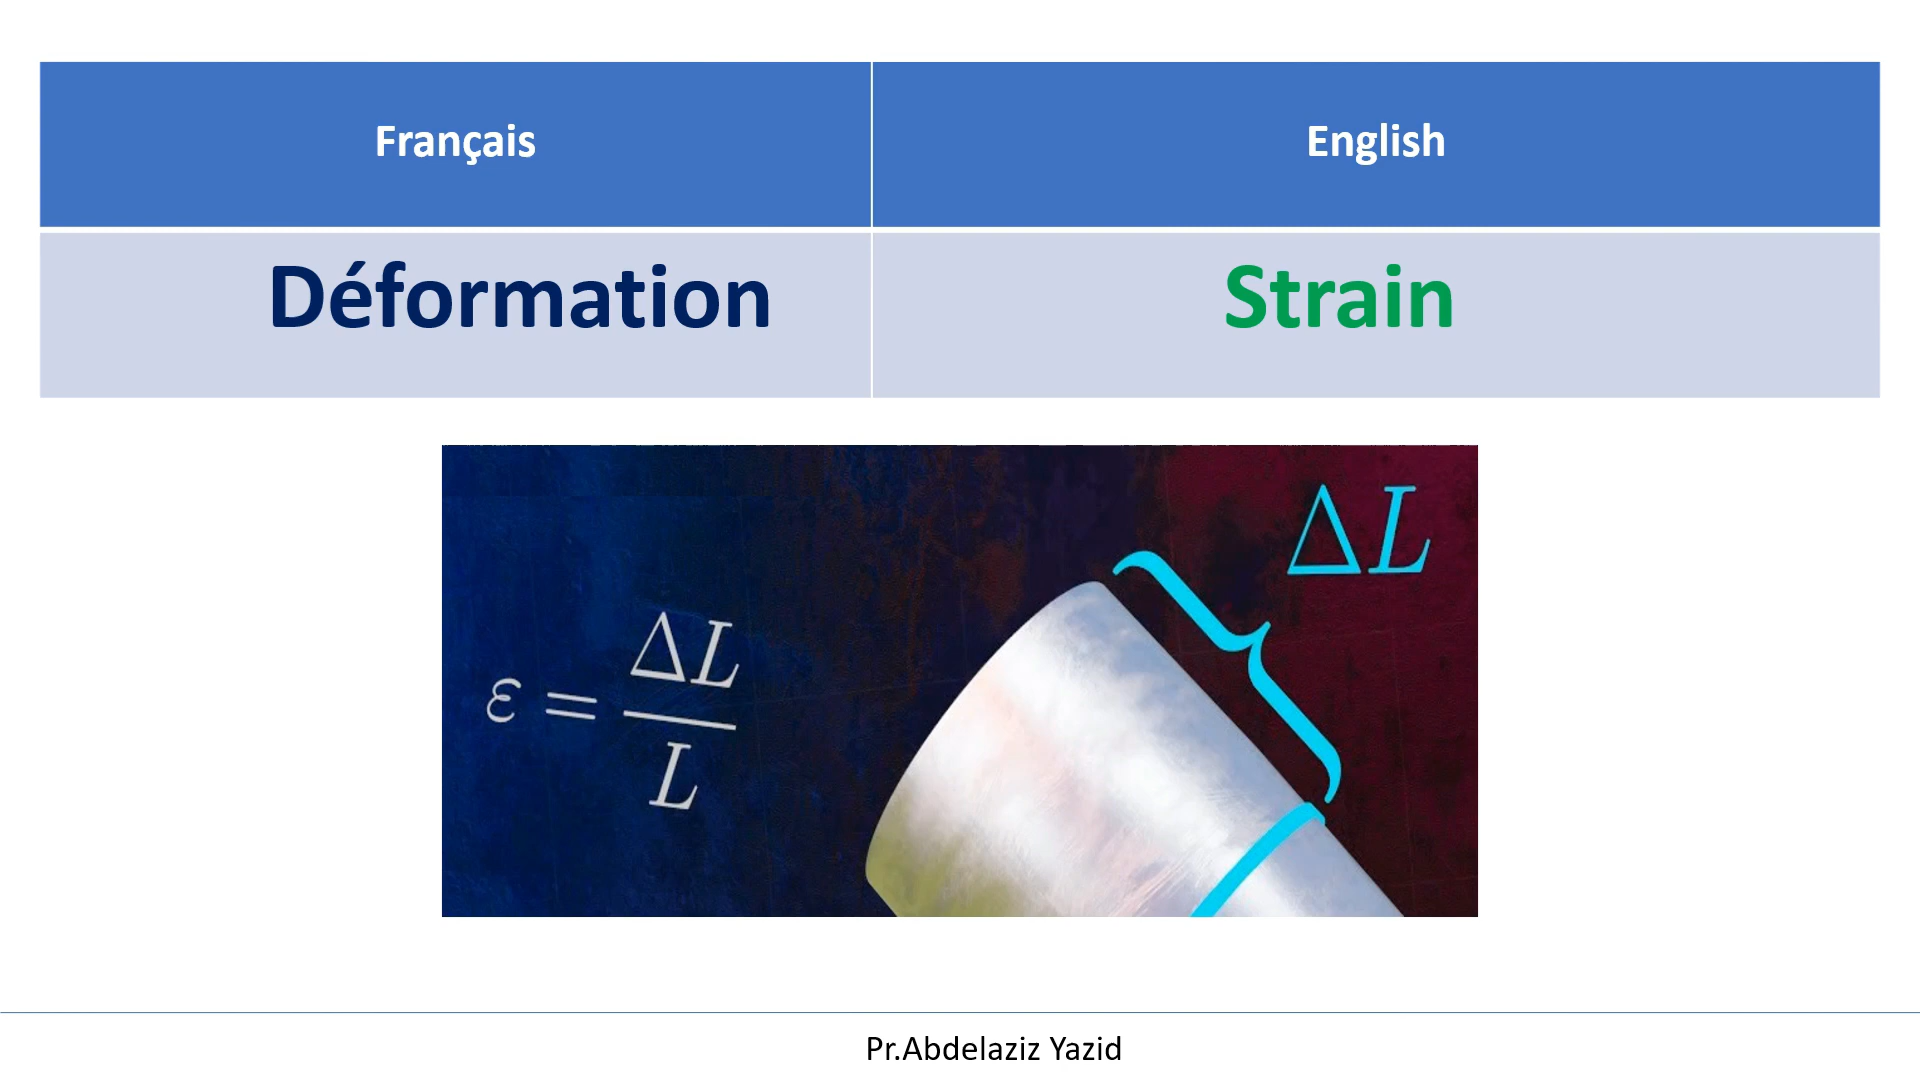 Français English
Déformation Strain
ΔL
ε = ΔL/L
Pr.Abdelaziz Yazid